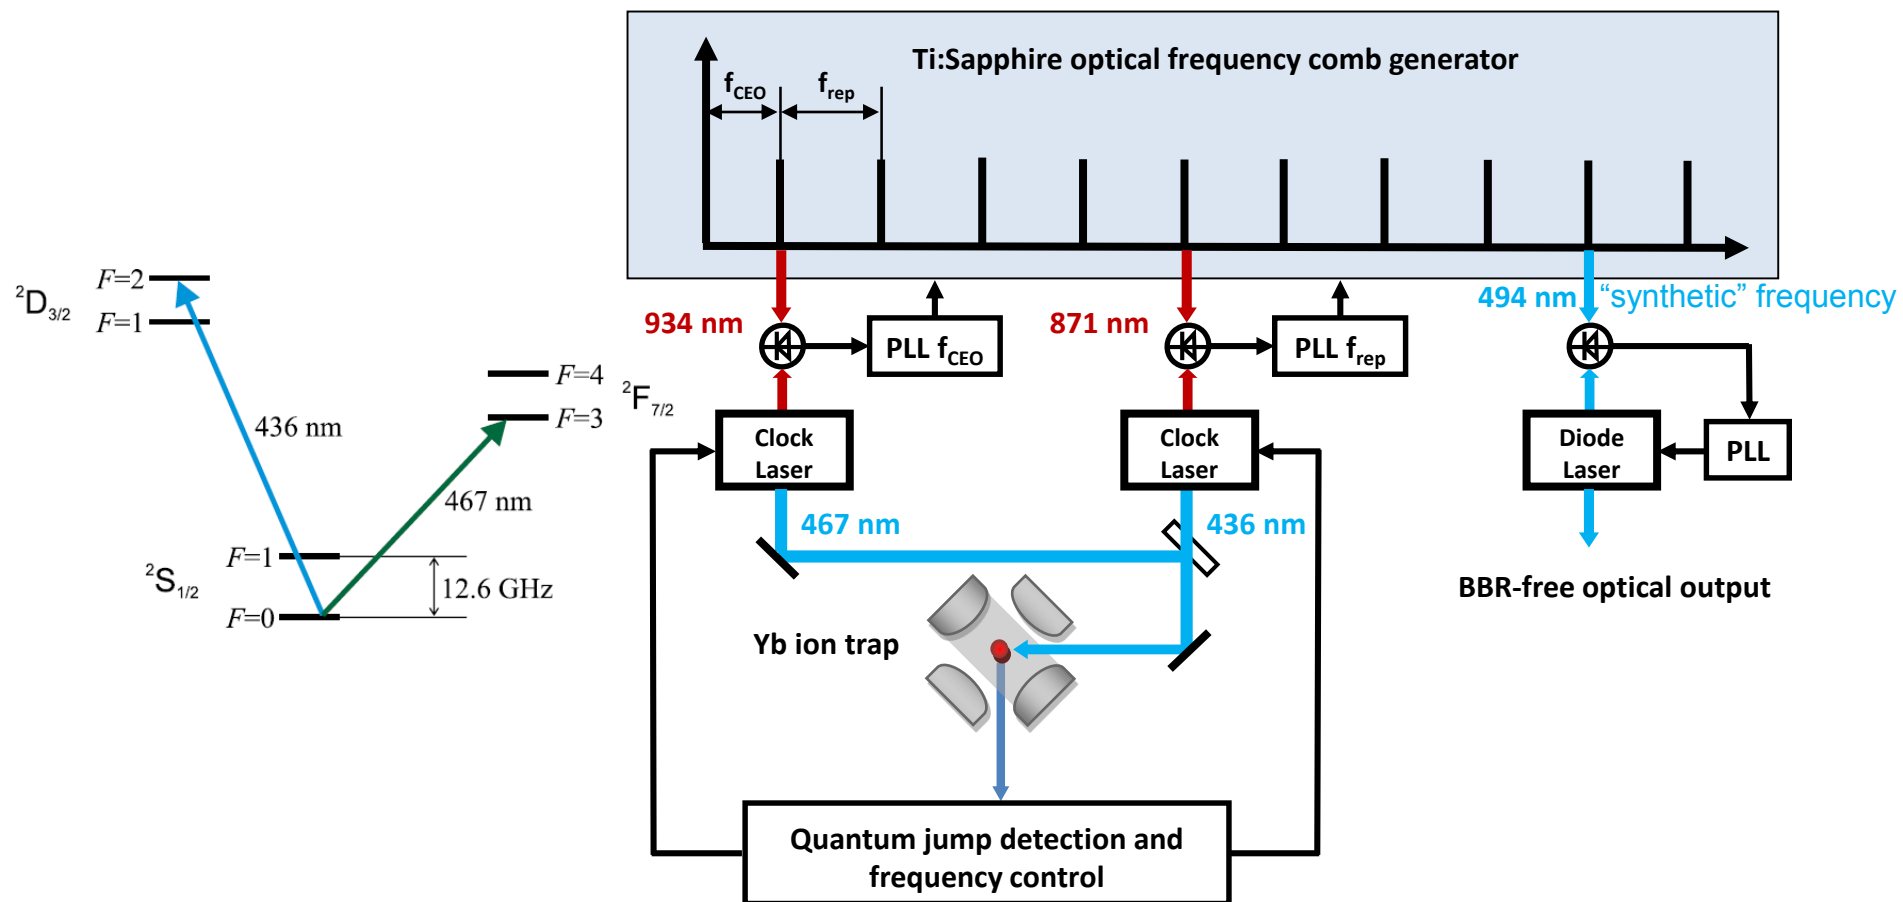 Ti:Sapphire optical frequency comb generator
f_CEO
f_rep
F=2
²D₃/₂
F=1
436 nm
F=4
²F₇/₂
F=3
467 nm
F=1
²S₁/₂
12.6 GHz
F=0
934 nm
PLL f_CEO
871 nm
PLL f_rep
494 nm "synthetic" frequency
Clock
Laser
Clock
Laser
Diode
Laser
PLL
467 nm
436 nm
BBR-free optical output
Yb ion trap
Quantum jump detection and
frequency control